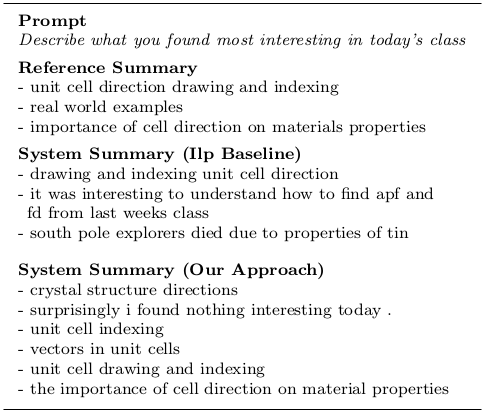 Prompt
Describe what you found most interesting in today's class
Reference Summary
- unit cell direction drawing and indexing
- real world examples
- importance of cell direction on materials properties
System Summary (Ilp Baseline)
- drawing and indexing unit cell direction
- it was interesting to understand how to find apf and
fd from last weeks class
- south pole explorers died due to properties of tin
System Summary (Our Approach)
- crystal structure directions
- surprisingly i found nothing interesting today .
- unit cell indexing
- vectors in unit cells
- unit cell drawing and indexing
- the importance of cell direction on material properties